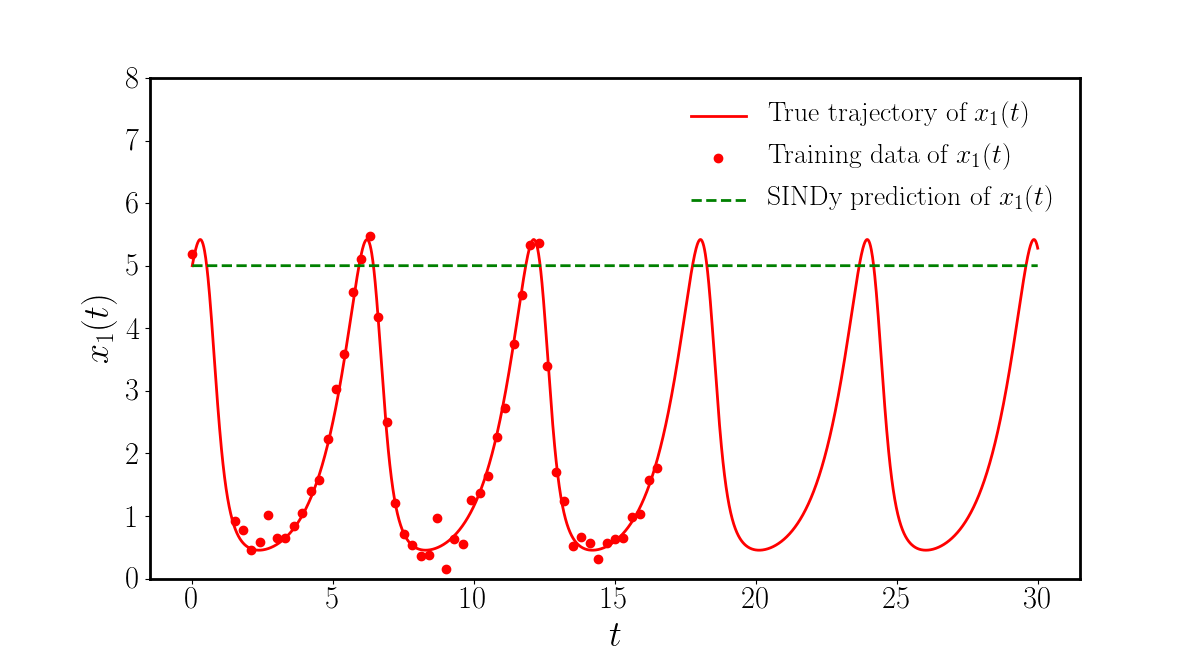 8
7
6
5
4
3
2
1
0
x₁(t)
True trajectory of x₁(t)
Training data of x₁(t)
SINDy prediction of x₁(t)
0 5 10 15 20 25 30
t